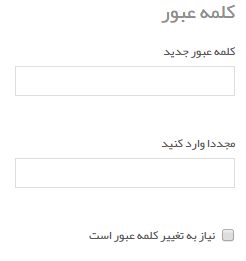 کلمه عبور
کلمه عبور جدید
مجددا وارد کنید
نیاز به تغییر کلمه عبور است